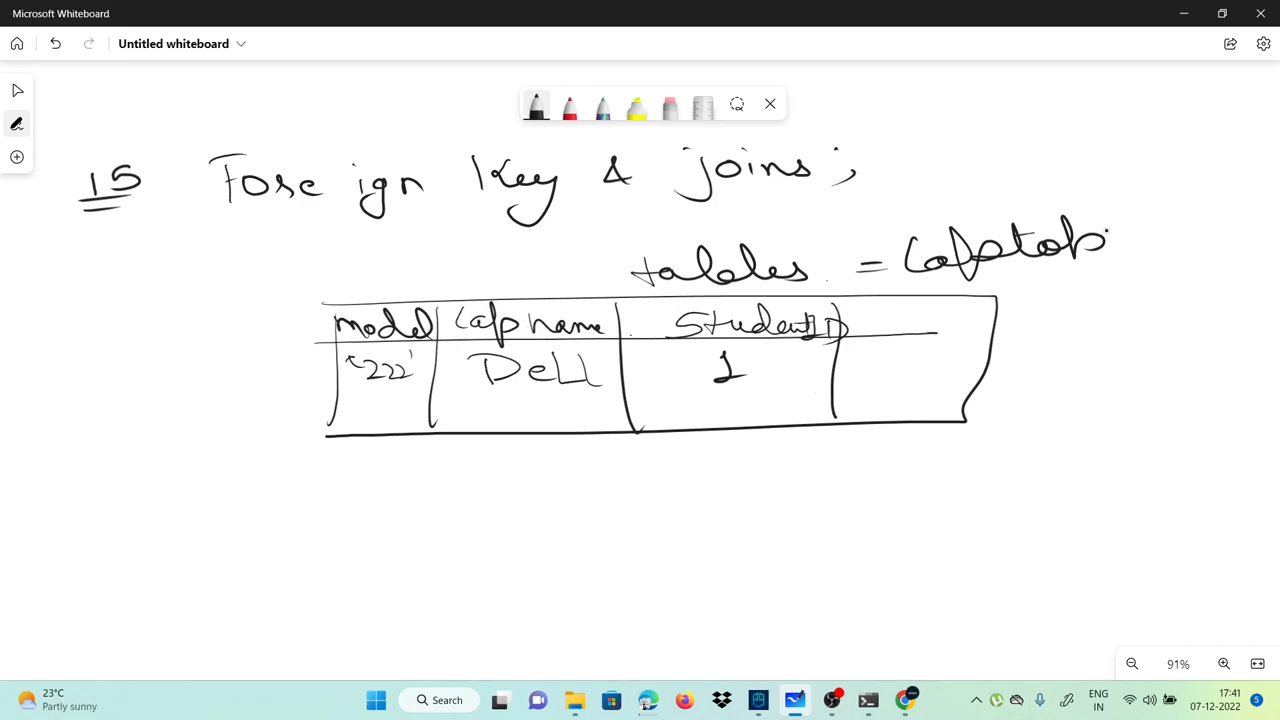 Microsoft Whiteboard
Untitled whiteboard
15 Foreign Key & joins;
tables = Laptop
model Lap name StudentID
'222' DeLL 1
91%
23°C
Partly sunny
Search
ENG
IN
17:41
07-12-2022
5